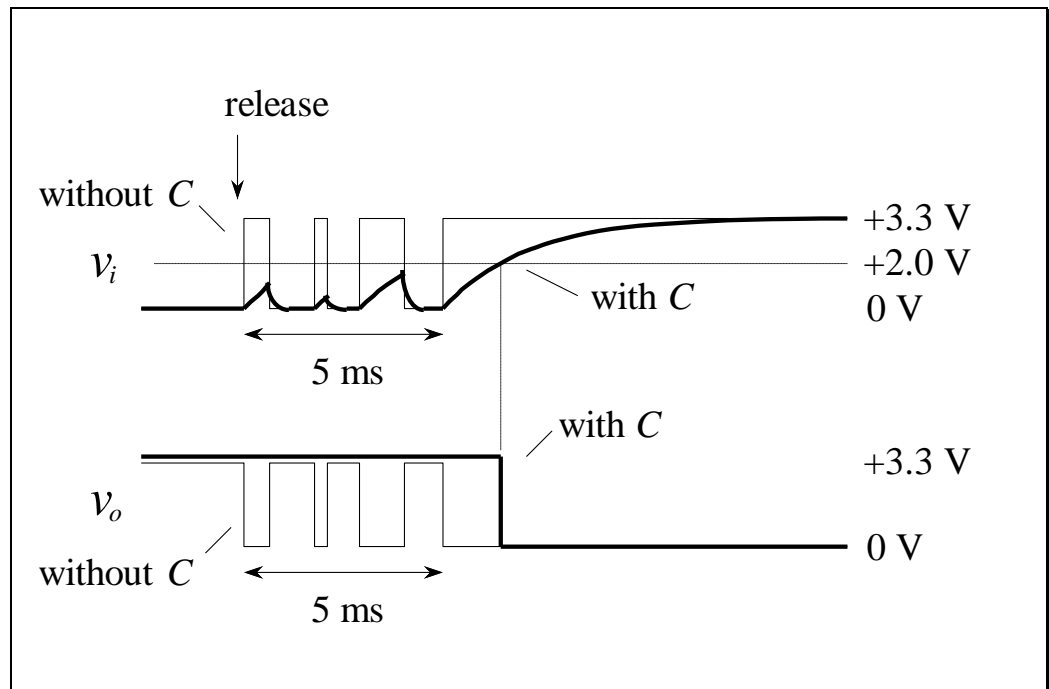 release
without C
v_i
+3.3 V
+2.0 V
with C
0 V
5 ms
with C
+3.3 V
v_o
0 V
without C
5 ms